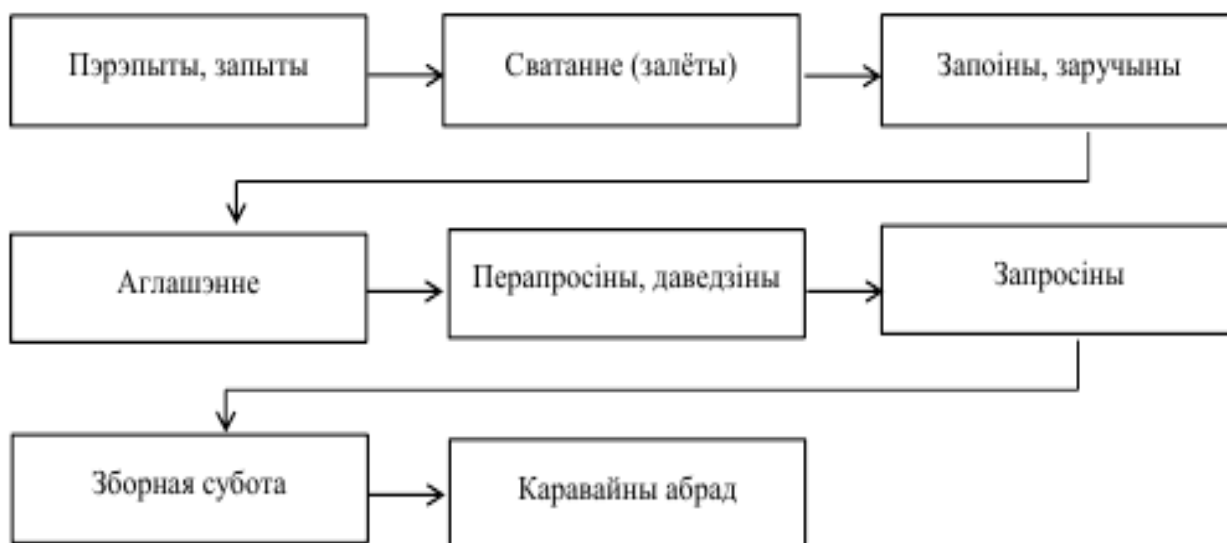 Пэрэпыты, запыты
Сватанне (залёты)
Запоіны, заручыны
Аглашэнне
Перапросіны, даведзіны
Запросіны
Зборная субота
Каравайны абрад